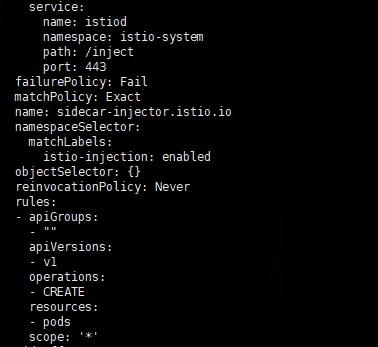 service:
name: istiod
namespace: istio-system
path: /inject
port: 443
failurePolicy: Fail
matchPolicy: Exact
name: sidecar-injector.istio.io
namespaceSelector:
matchLabels:
istio-injection: enabled
objectSelector: {}
reinvocationPolicy: Never
rules:
- apiGroups:
- ""
apiVersions:
- v1
operations:
- CREATE
resources:
- pods
scope: '*'